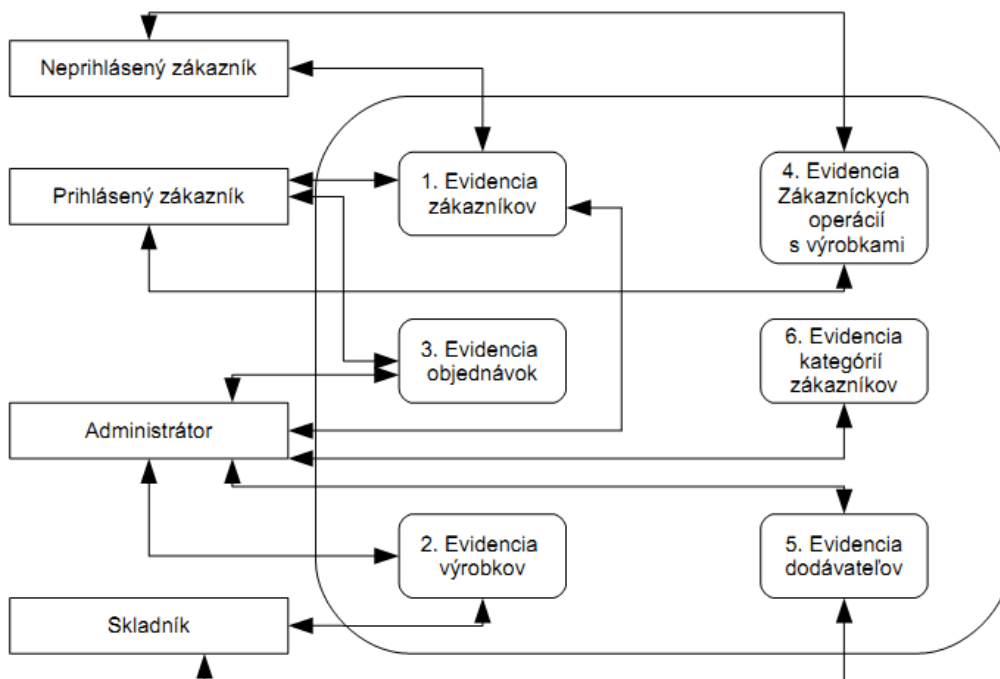 Neprihlásený zákazník
Prihlásený zákazník
1. Evidencia
zákazníkov
4. Evidencia
Zákazníckych
operácií
s výrobkami
3. Evidencia
objednávok
6. Evidencia
kategórií
zákazníkov
Administrátor
2. Evidencia
výrobkov
5. Evidencia
dodávateľov
Skladník